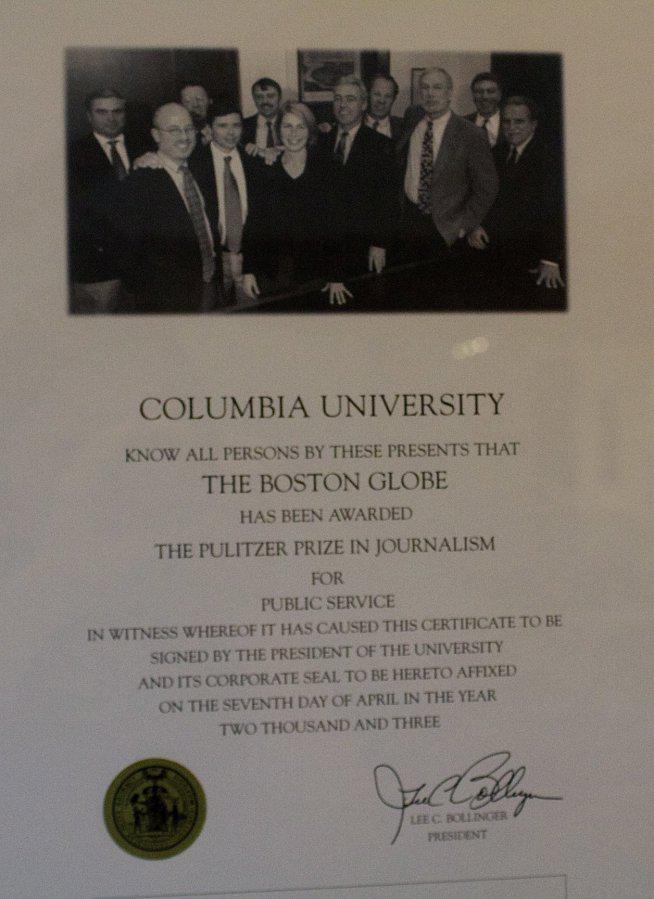 COLUMBIA UNIVERSITY
KNOW ALL PERSONS BY THESE PRESENTS THAT
THE BOSTON GLOBE
HAS BEEN AWARDED
THE PULITZER PRIZE IN JOURNALISM
FOR
PUBLIC SERVICE
IN WITNESS WHEREOF IT HAS CAUSED THIS CERTIFICATE TO BE
SIGNED BY THE PRESIDENT OF THE UNIVERSITY
AND ITS CORPORATE SEAL TO BE HERETO AFFIXED
ON THE SEVENTH DAY OF APRIL IN THE YEAR
TWO THOUSAND AND THREE
Lee C. Bollinger
LEE C. BOLLINGER
PRESIDENT